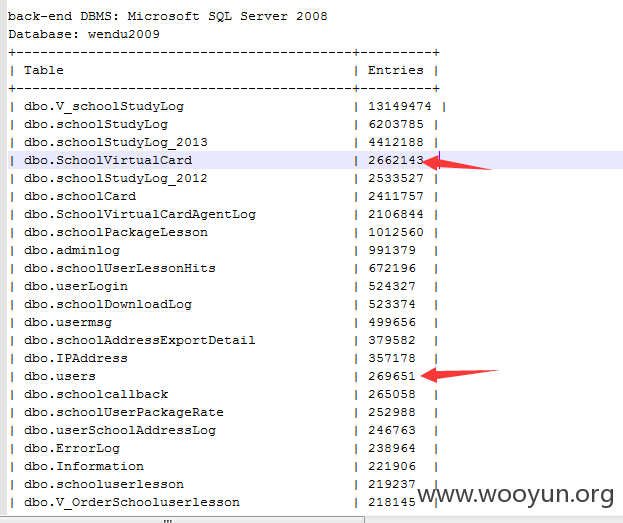 back-end DBMS: Microsoft SQL Server 2008
Database: wendu2009
+-----------------------------------------+---------+
| Table | Entries |
+-----------------------------------------+---------+
| dbo.V_schoolStudyLog | 13149474 |
| dbo.schoolStudyLog | 6203785 |
| dbo.schoolStudyLog_2013 | 4412188 |
| dbo.SchoolVirtualCard | 2662143 |
| dbo.schoolStudyLog_2012 | 2533527 |
| dbo.schoolCard | 2411757 |
| dbo.SchoolVirtualCardAgentLog | 2106844 |
| dbo.schoolPackageLesson | 1012560 |
| dbo.adminlog | 991379 |
| dbo.schoolUserLessonHits | 672196 |
| dbo.userLogin | 524327 |
| dbo.schoolDownloadLog | 523374 |
| dbo.usermsg | 499656 |
| dbo.schoolAddressExportDetail | 379582 |
| dbo.IPAddress | 357178 |
| dbo.users | 269651 |
| dbo.schoolcallback | 265058 |
| dbo.schoolUserPackageRate | 252988 |
| dbo.userSchoolAddressLog | 246763 |
| dbo.ErrorLog | 238964 |
| dbo.Information | 221906 |
| dbo.schooluserlesson | 219237 |
| dbo.V_OrderSchooluserlesson | 218145 |
www.wooyun.org